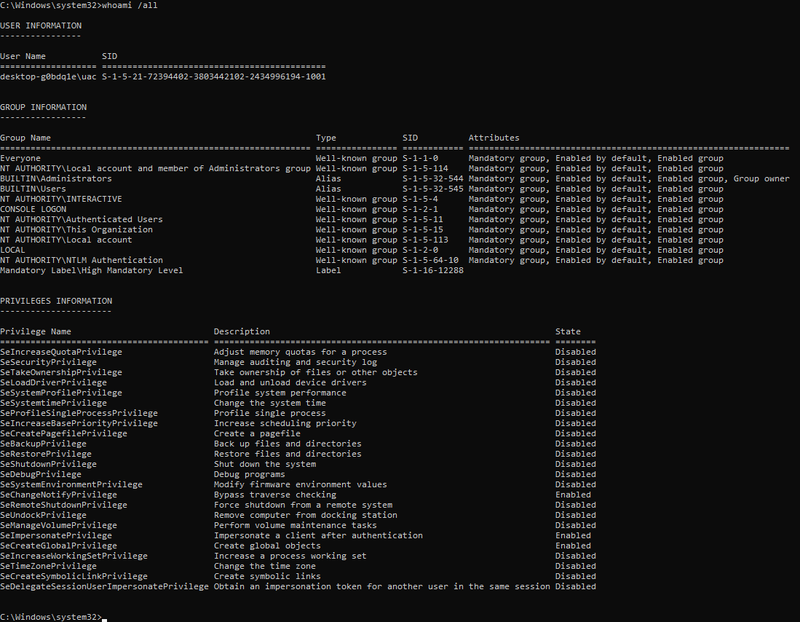 C:\Windows\system32>whoami /all
USER INFORMATION
----------------
User Name           SID
=================== ============================================
desktop-g0bdq1e\uac S-1-5-21-72394402-3803442102-2434996194-1001
GROUP INFORMATION
-----------------
Group Name                                                    Type             SID          Attributes
============================================================= ================ ============ ===============================================================
Everyone                                                      Well-known group S-1-1-0      Mandatory group, Enabled by default, Enabled group
NT AUTHORITY\Local account and member of Administrators group Well-known group S-1-5-114    Mandatory group, Enabled by default, Enabled group
BUILTIN\Administrators                                        Alias            S-1-5-32-544 Mandatory group, Enabled by default, Enabled group, Group owner
BUILTIN\Users                                                 Alias            S-1-5-32-545 Mandatory group, Enabled by default, Enabled group
NT AUTHORITY\INTERACTIVE                                      Well-known group S-1-5-4      Mandatory group, Enabled by default, Enabled group
CONSOLE LOGON                                                 Well-known group S-1-2-1      Mandatory group, Enabled by default, Enabled group
NT AUTHORITY\Authenticated Users                              Well-known group S-1-5-11     Mandatory group, Enabled by default, Enabled group
NT AUTHORITY\This Organization                                Well-known group S-1-5-15     Mandatory group, Enabled by default, Enabled group
NT AUTHORITY\Local account                                    Well-known group S-1-5-113    Mandatory group, Enabled by default, Enabled group
LOCAL                                                         Well-known group S-1-2-0      Mandatory group, Enabled by default, Enabled group
NT AUTHORITY\NTLM Authentication                              Well-known group S-1-5-64-10  Mandatory group, Enabled by default, Enabled group
Mandatory Label\High Mandatory Level                          Label            S-1-16-12288
PRIVILEGES INFORMATION
----------------------
Privilege Name                            Description                                                        State
========================================= ================================================================== ========
SeIncreaseQuotaPrivilege                  Adjust memory quotas for a process                                 Disabled
SeSecurityPrivilege                       Manage auditing and security log                                   Disabled
SeTakeOwnershipPrivilege                  Take ownership of files or other objects                           Disabled
SeLoadDriverPrivilege                     Load and unload device drivers                                     Disabled
SeSystemProfilePrivilege                  Profile system performance                                         Disabled
SeSystemtimePrivilege                     Change the system time                                             Disabled
SeProfileSingleProcessPrivilege           Profile single process                                             Disabled
SeIncreaseBasePriorityPrivilege           Increase scheduling priority                                       Disabled
SeCreatePagefilePrivilege                 Create a pagefile                                                  Disabled
SeBackupPrivilege                         Back up files and directories                                      Disabled
SeRestorePrivilege                        Restore files and directories                                      Disabled
SeShutdownPrivilege                       Shut down the system                                               Disabled
SeDebugPrivilege                          Debug programs                                                     Disabled
SeSystemEnvironmentPrivilege              Modify firmware environment values                                 Disabled
SeChangeNotifyPrivilege                   Bypass traverse checking                                           Enabled
SeRemoteShutdownPrivilege                 Force shutdown from a remote system                                Disabled
SeUndockPrivilege                         Remove computer from docking station                               Disabled
SeManageVolumePrivilege                   Perform volume maintenance tasks                                   Disabled
SeImpersonatePrivilege                    Impersonate a client after authentication                          Enabled
SeCreateGlobalPrivilege                   Create global objects                                              Enabled
SeIncreaseWorkingSetPrivilege             Increase a process working set                                     Disabled
SeTimeZonePrivilege                       Change the time zone                                               Disabled
SeCreateSymbolicLinkPrivilege             Create symbolic links                                              Disabled
SeDelegateSessionUserImpersonatePrivilege Obtain an impersonation token for another user in the same session Disabled
C:\Windows\system32>